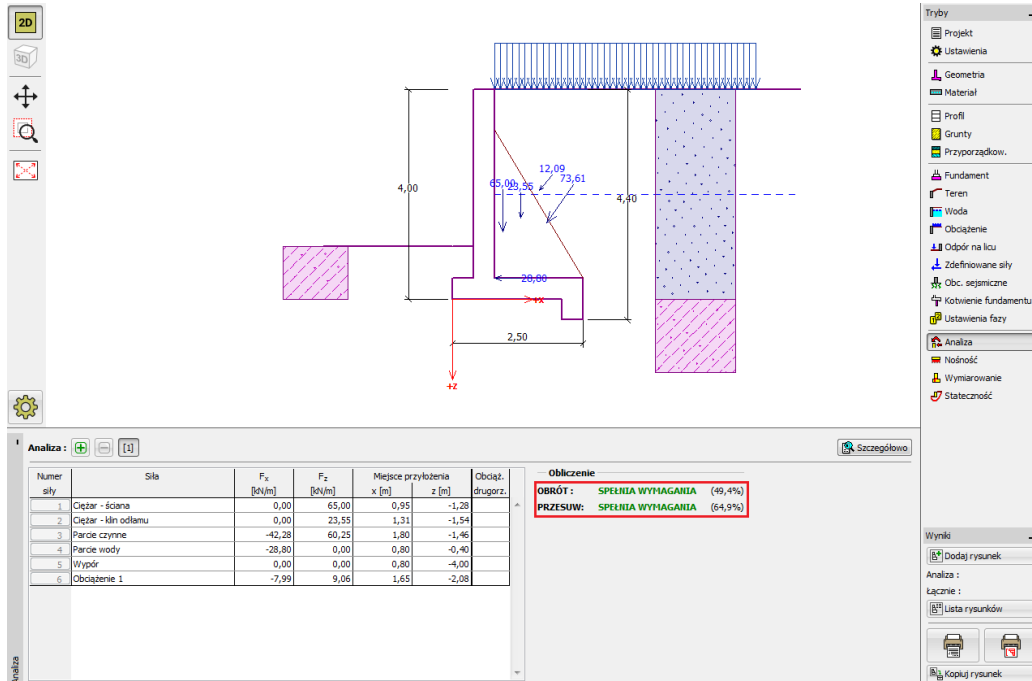 2D
3D
4,00
12,09
73,61
65,00
23,55
4,40
28,80
+x
2,50
+z
Tryby
Projekt
Ustawienia
Geometria
Materiał
Profil
Grunty
Przyporządkow.
Fundament
Teren
Woda
Obciążenie
Odpór na licu
Zdefiniowane siły
Obc. sejsmiczne
Kotwienie fundamentu
Ustawienia fazy
Analiza
Nośność
Wymiarowanie
Stateczność
Analiza : [1] Szczegółowo
Numer Siła Fx Fz Miejsce przyłożenia Obciąż.
siły [kN/m] [kN/m] x [m] z [m] drugorz.
1 Ciężar - ściana 0,00 65,00 0,95 -1,28
2 Ciężar - klin odłamu 0,00 23,55 1,31 -1,54
3 Parcie czynne -42,28 60,25 1,80 -1,46
4 Parcie wody -28,80 0,00 0,80 -0,40
5 Wypór 0,00 0,00 0,80 -4,00
6 Obciążenie 1 -7,99 9,06 1,65 -2,08
Obliczenie
OBRÓT : SPEŁNIA WYMAGANIA (49,4%)
PRZESUW: SPEŁNIA WYMAGANIA (64,9%)
Analiza
Wyniki
Dodaj rysunek
Analiza :
Łącznie :
Lista rysunków
Kopiuj rysunek